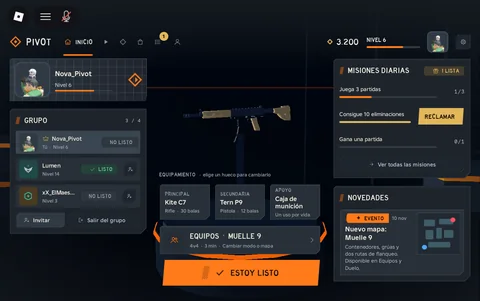 PIVOT
INICIO
1
3.200
NIVEL 6
Nova_Pivot
Nivel 6
GRUPO
3 / 4
Nova_Pivot
Tú · Nivel 6
NO LISTO
Lumen
Nivel 14
LISTO
xX_ElMaes...
Nivel 3
NO LISTO
Invitar
Salir del grupo
EQUIPAMIENTO · elige un hueco para cambiarlo
PRINCIPAL
Kite C7
Rifle · 30 balas
SECUNDARIA
Tern P9
Pistola · 12 balas
APOYO
Caja de
munición
Un uso por vida
EQUIPOS · MUELLE 9
4v4 · 3 min · Cambiar modo o mapa
ESTOY LISTO
MISIONES DIARIAS
1 LISTA
Juega 3 partidas
1/3
Consigue 10 eliminaciones
RECLAMAR
Gana una partida
0/1
Ver todas las misiones
NOVEDADES
EVENTO
10 nov
Nuevo mapa:
Muelle 9
Contenedores, grúas y
dos rutas de flanqueo.
Disponible en Equipos y
Duelo.